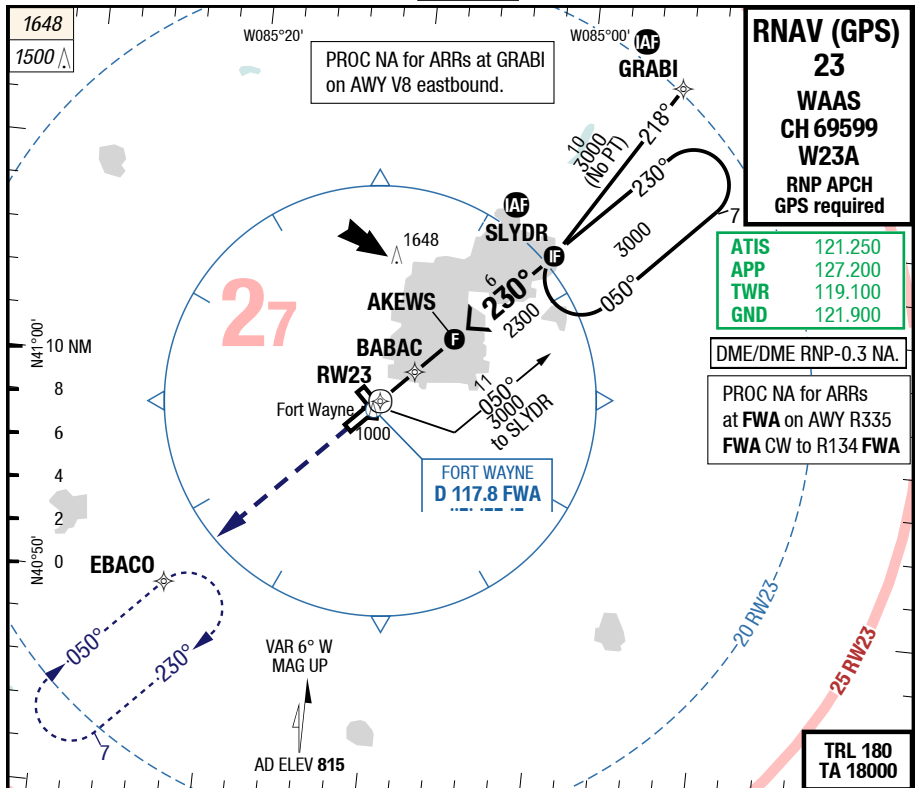 1648
1500
W085°20'
W085°00'
PROC NA for ARRs at GRABI
on AWY V8 eastbound.
IAF
GRABI
RNAV (GPS)
23
WAAS
CH 69599
W23A
RNP APCH
GPS required
ATIS 121.250
APP 127.200
TWR 119.100
GND 121.900
DME/DME RNP-0.3 NA.
PROC NA for ARRs
at FWA on AWY R335
FWA CW to R134 FWA
218°
10
3000
(No PT)
230°
7
3000
050°
IAF
SLYDR
IF
1648
6
230°
2300
27
AKEWS
F
BABAC
RW23
Fort Wayne
1000
11
050°
3000
to SLYDR
FORT WAYNE
D 117.8 FWA
N41°00'
10 NM
8
6
4
2
0
N40°50'
EBACO
050°
230°
7
VAR 6° W
MAG UP
AD ELEV 815
20 RW23
25 RW23
TRL 180
TA 18000